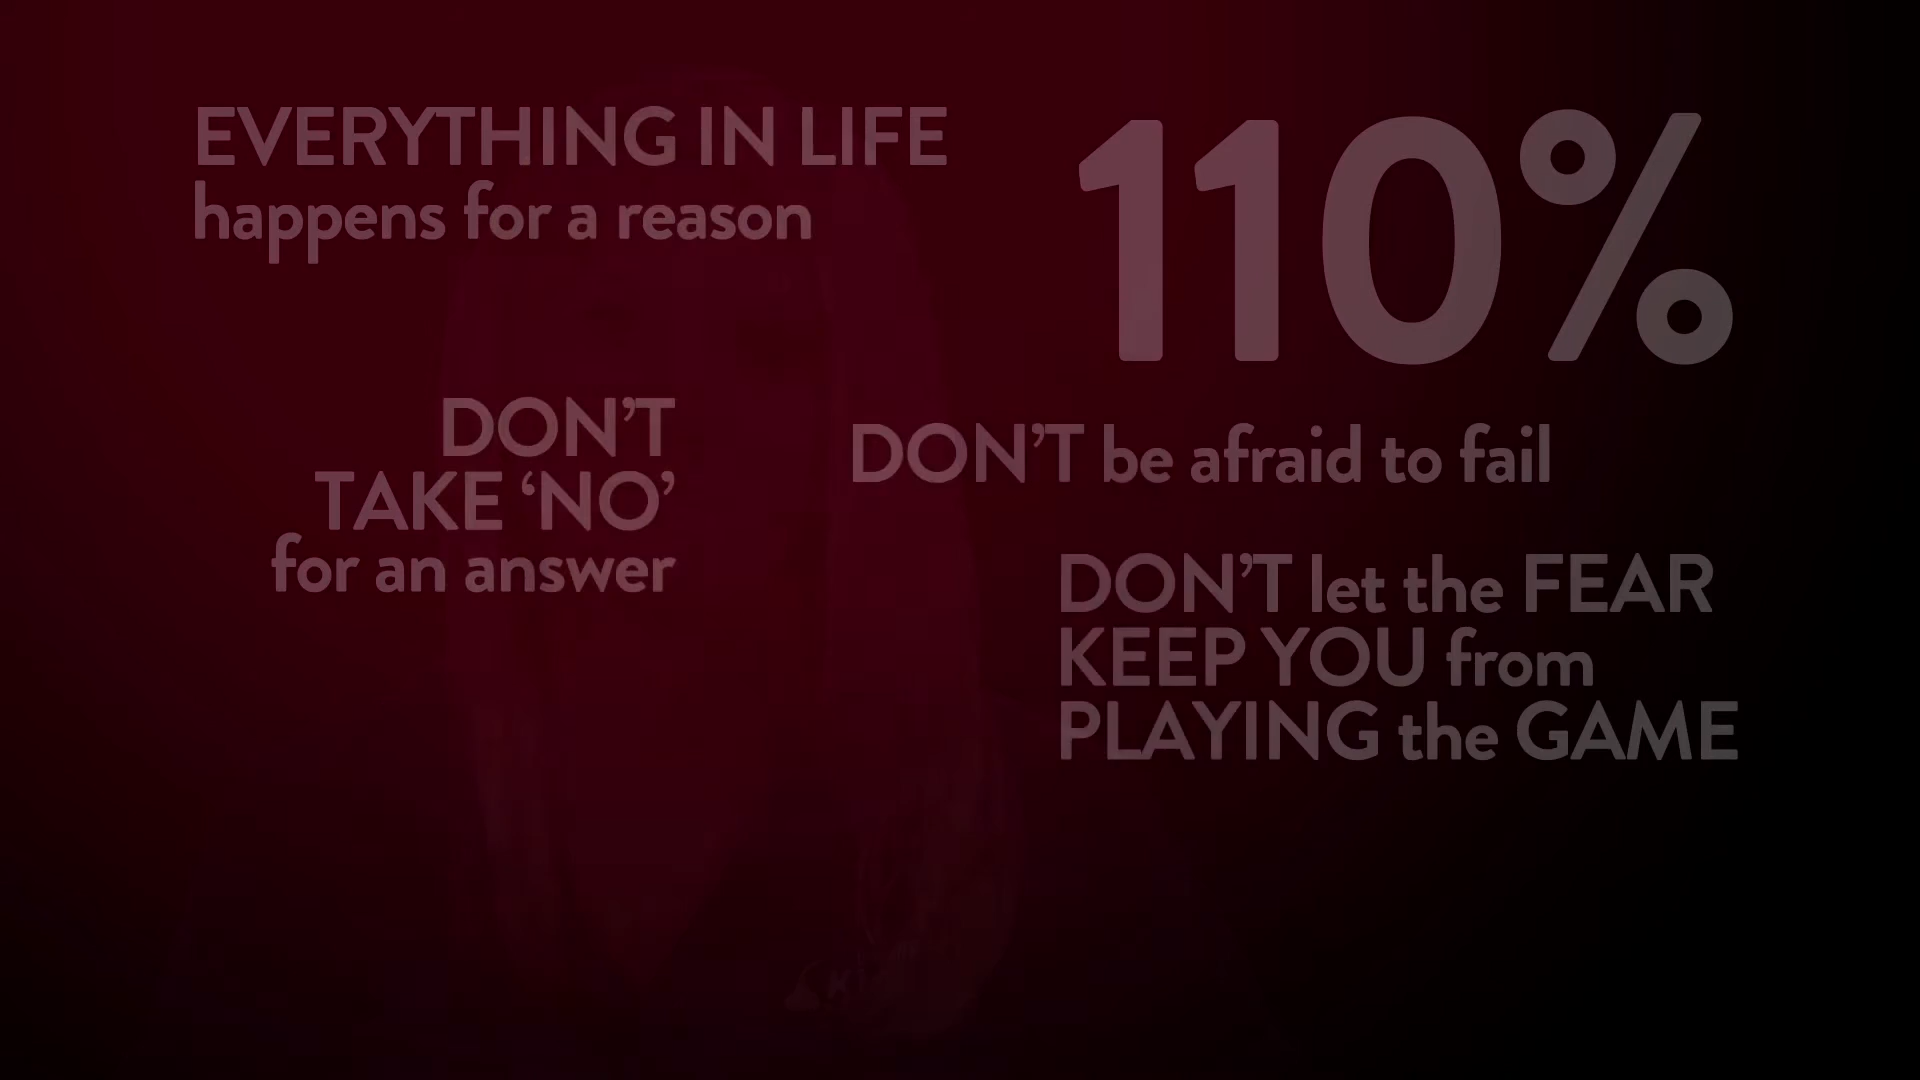 EVERYTHING IN LIFE
happens for a reason
110%
DON'T
TAKE ‘NO’
for an answer
DON'T be afraid to fail
DON'T let the FEAR
KEEP YOU from
PLAYING the GAME